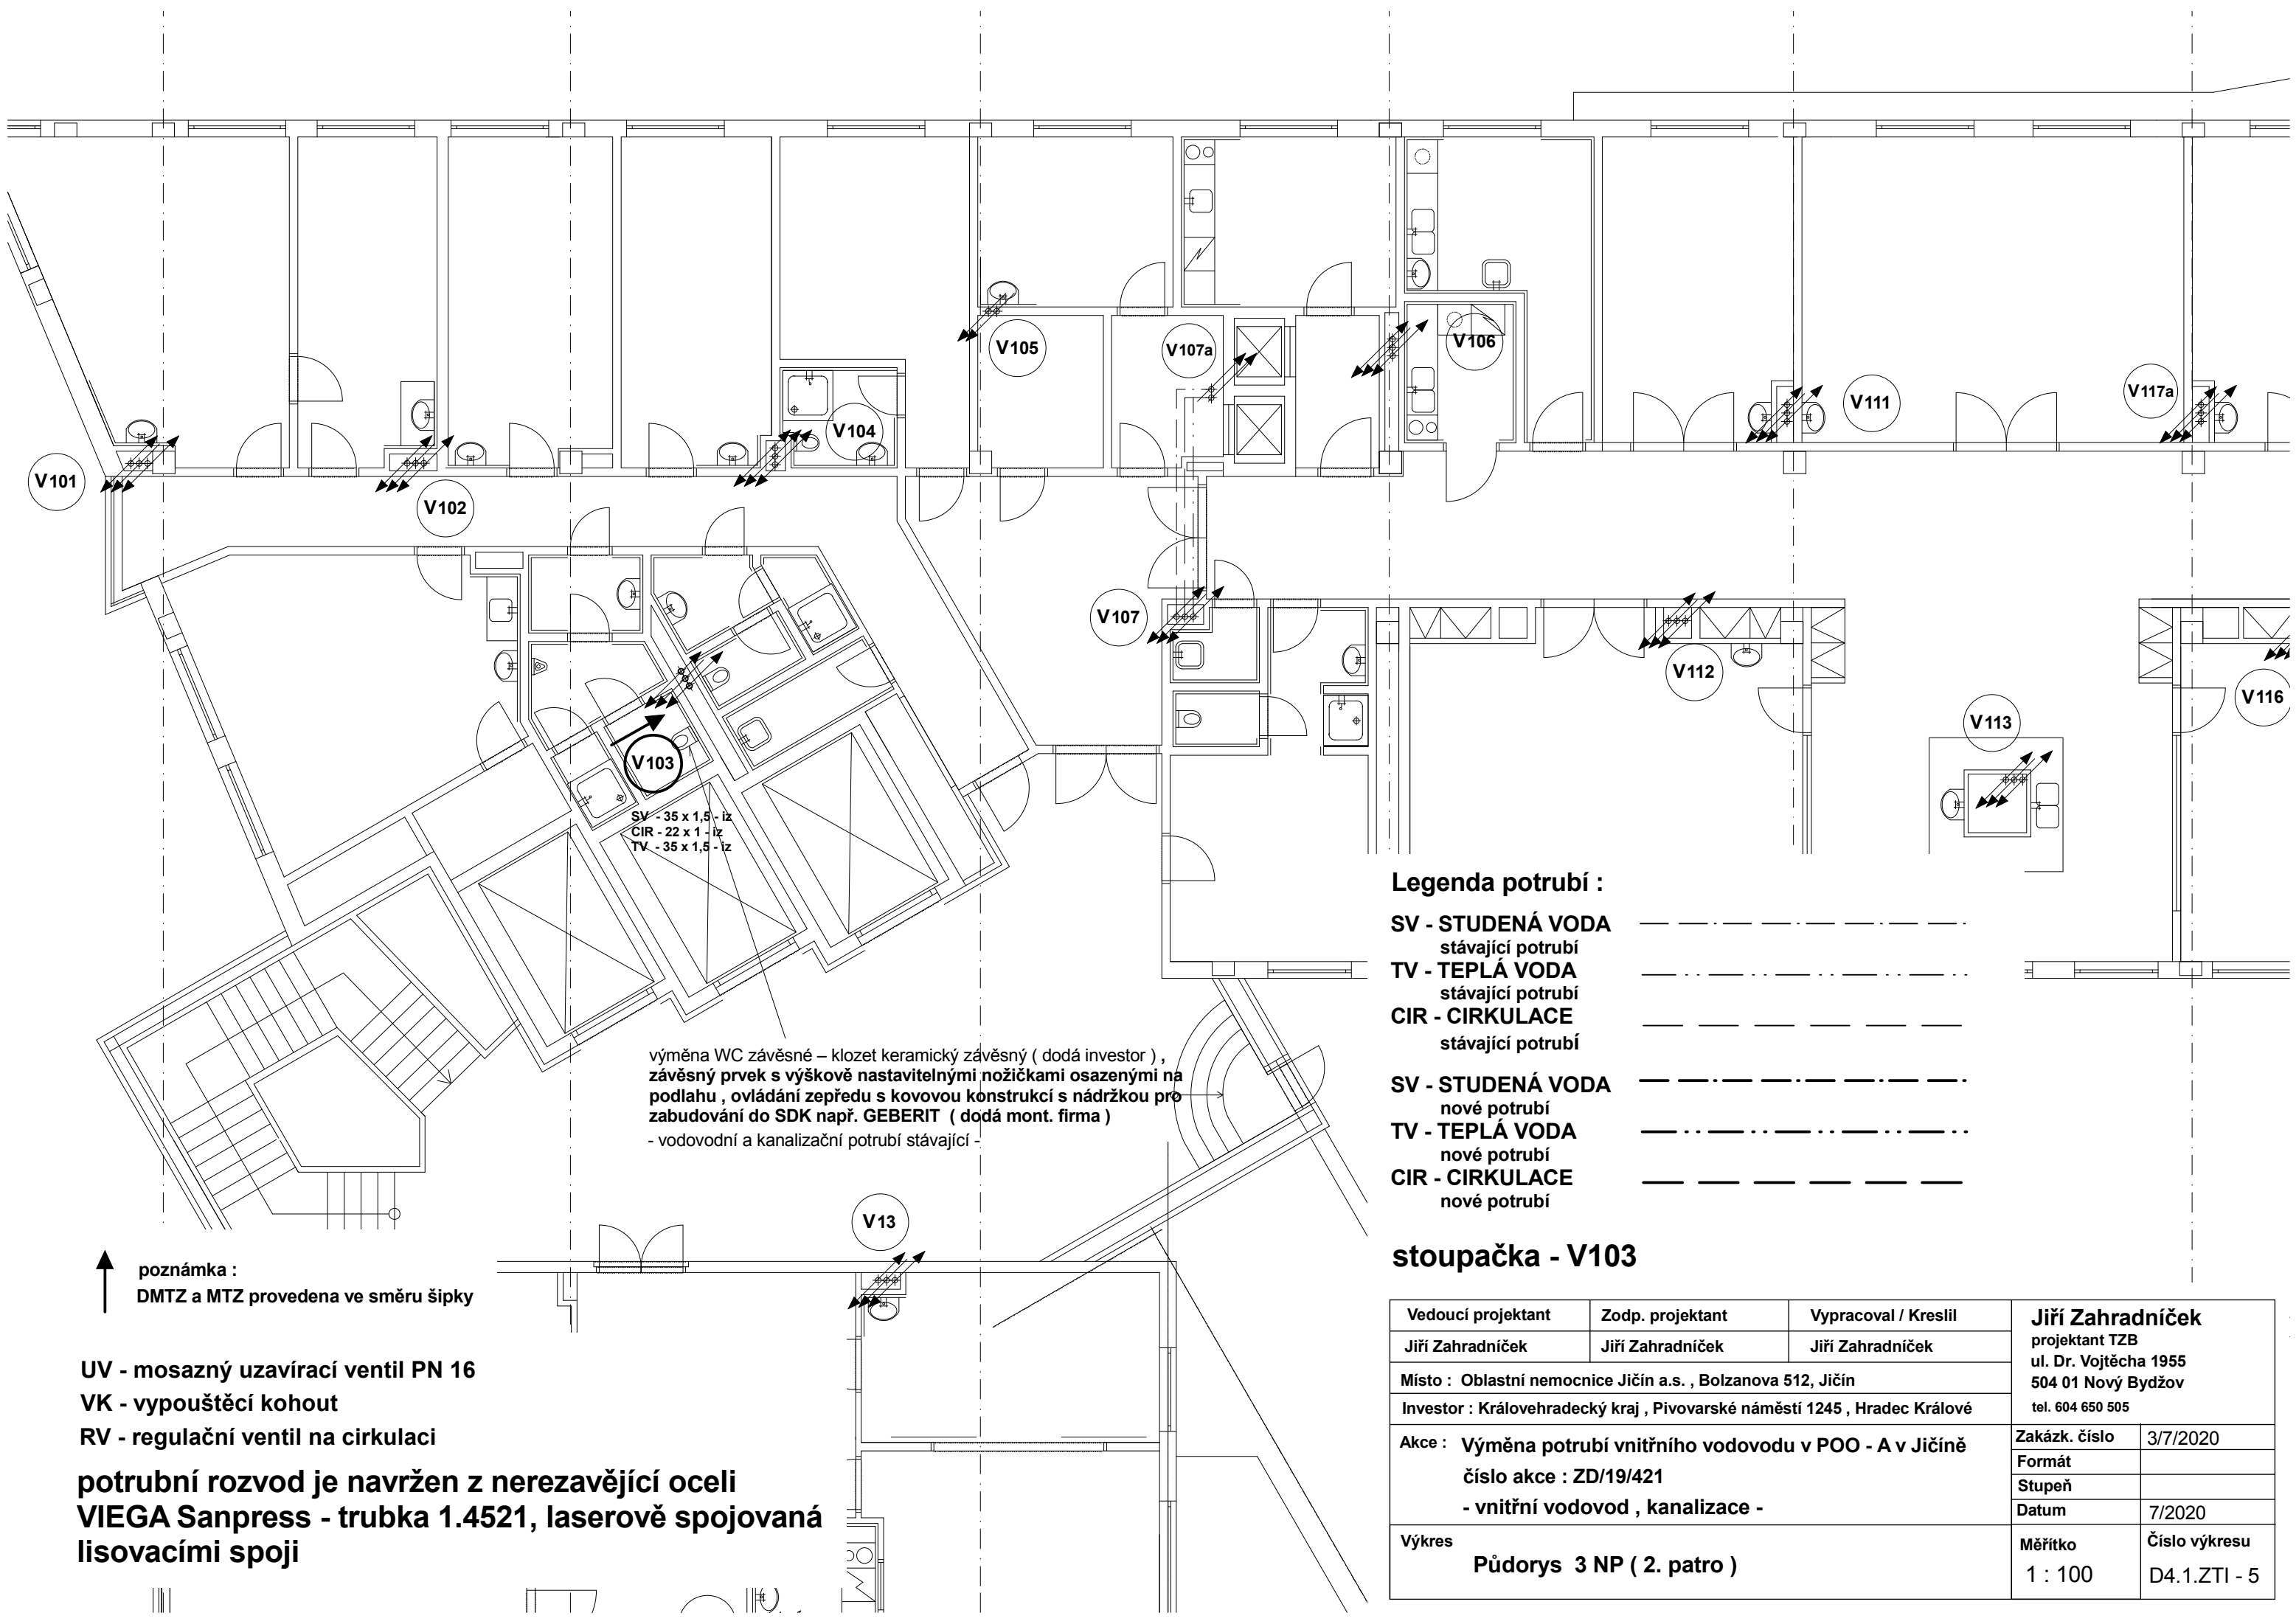 V105
V107a
V106
V111
V117a
V104
V101
V102
V107
V112
V116
V113
V103
SV - 35 x 1,5 - iz
CIR - 22 x 1 - iz
TV - 35 x 1,5 - iz
výměna WC závěsné – klozet keramický závěsný ( dodá investor ) ,
závěsný prvek s výškově nastavitelnými nožičkami osazenými na
podlahu , ovládání zepředu s kovovou konstrukcí s nádržkou pro
zabudování do SDK např. GEBERIT ( dodá mont. firma )
- vodovodní a kanalizační potrubí stávající -
V13
Legenda potrubí :
SV - STUDENÁ VODA
stávající potrubí
TV - TEPLÁ VODA
stávající potrubí
CIR - CIRKULACE
stávající potrubí
SV - STUDENÁ VODA
nové potrubí
TV - TEPLÁ VODA
nové potrubí
CIR - CIRKULACE
nové potrubí
stoupačka - V103
poznámka :
DMTZ a MTZ provedena ve směru šipky
UV - mosazný uzavírací ventil PN 16
VK - vypouštěcí kohout
RV - regulační ventil na cirkulaci
potrubní rozvod je navržen z nerezavějící oceli
VIEGA Sanpress - trubka 1.4521, laserově spojovaná
lisovacími spoji
Vedoucí projektant
Zodp. projektant
Vypracoval / Kreslil
Jiří Zahradníček
Jiří Zahradníček
Jiří Zahradníček
Jiří Zahradníček
projektant TZB
ul. Dr. Vojtěcha 1955
504 01 Nový Bydžov
tel. 604 650 505
Místo : Oblastní nemocnice Jičín a.s. , Bolzanova 512, Jičín
Investor : Královehradecký kraj , Pivovarské náměstí 1245 , Hradec Králové
Akce : Výměna potrubí vnitřního vodovodu v POO - A v Jičíně
číslo akce : ZD/19/421
- vnitřní vodovod , kanalizace -
Zakázk. číslo 3/7/2020
Formát
Stupeň
Datum 7/2020
Výkres
Půdorys 3 NP ( 2. patro )
Měřítko
1 : 100
Číslo výkresu
D4.1.ZTI - 5